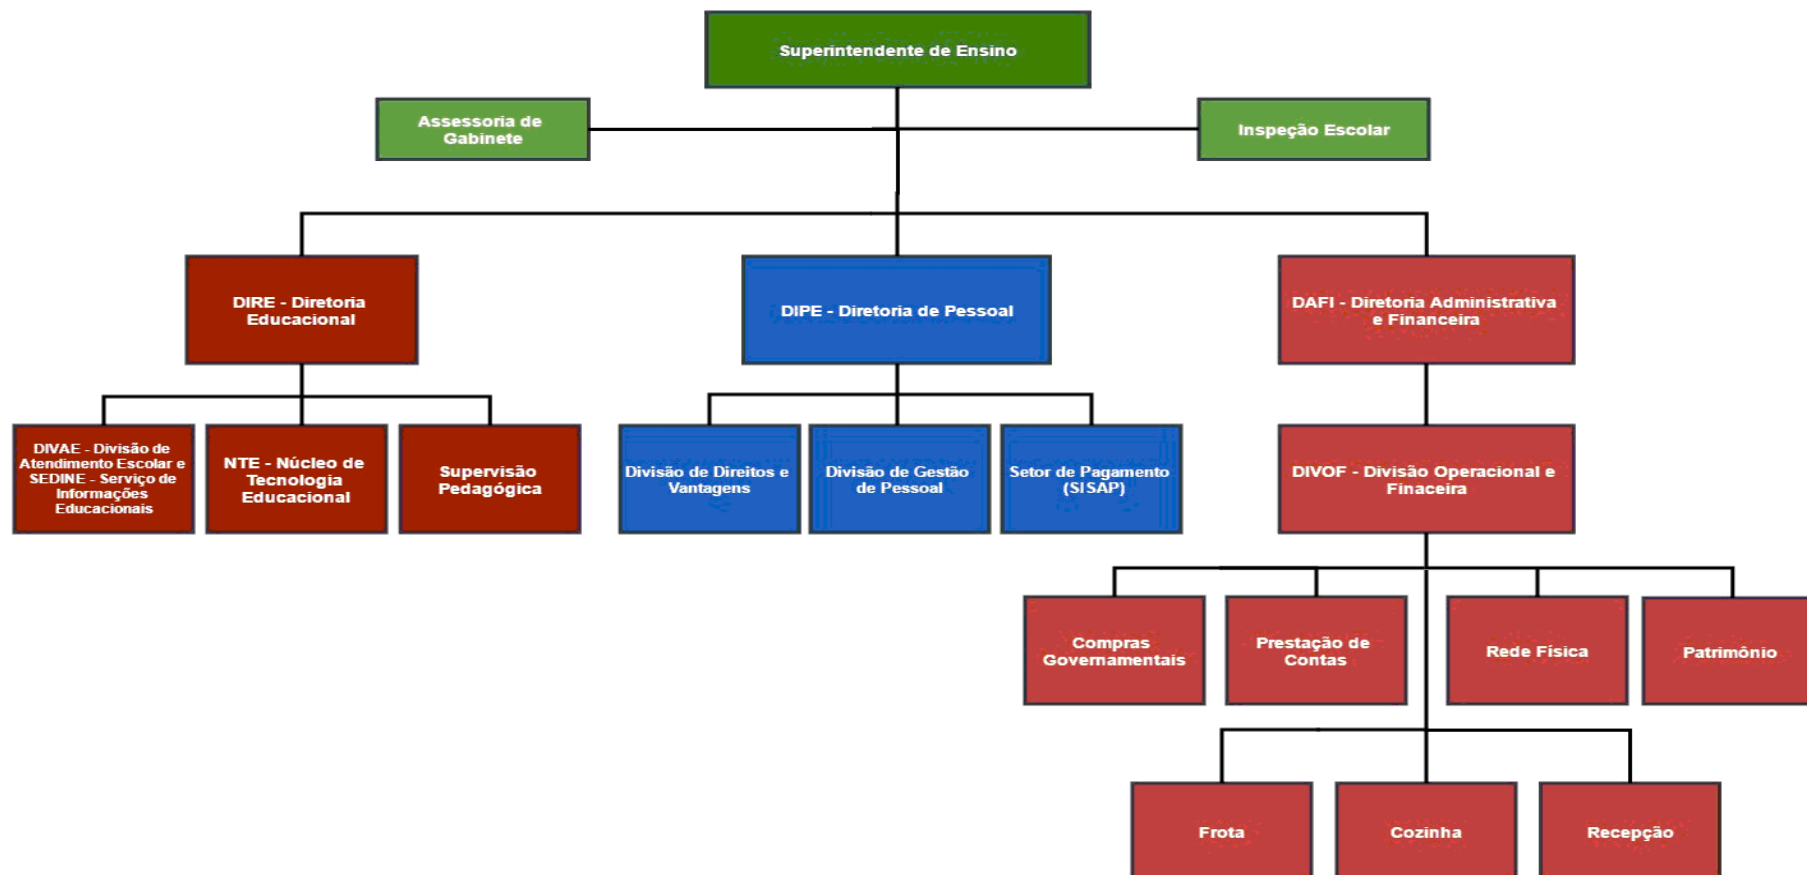 Superintendente de Ensino
Assessoria de
Gabinete
Inspeção Escolar
DIRE - Diretoria
Educacional
DIPE - Diretoria de Pessoal
DAFI - Diretoria Administrativa
e Financeira
DIVAE - Divisão de
Atendimento Escolar e
SEDINE - Serviço de
Informações
Educacionais
NTE - Núcleo de
Tecnologia
Educacional
Supervisão
Pedagógica
Divisão de Direitos e
Vantagens
Divisão de Gestão
de Pessoal
Setor de Pagamento
(SISAP)
DIVOF - Divisão Operacional e
Finaceira
Compras
Governamentais
Prestação de
Contas
Rede Física
Patrimônio
Frota
Cozinha
Recepção